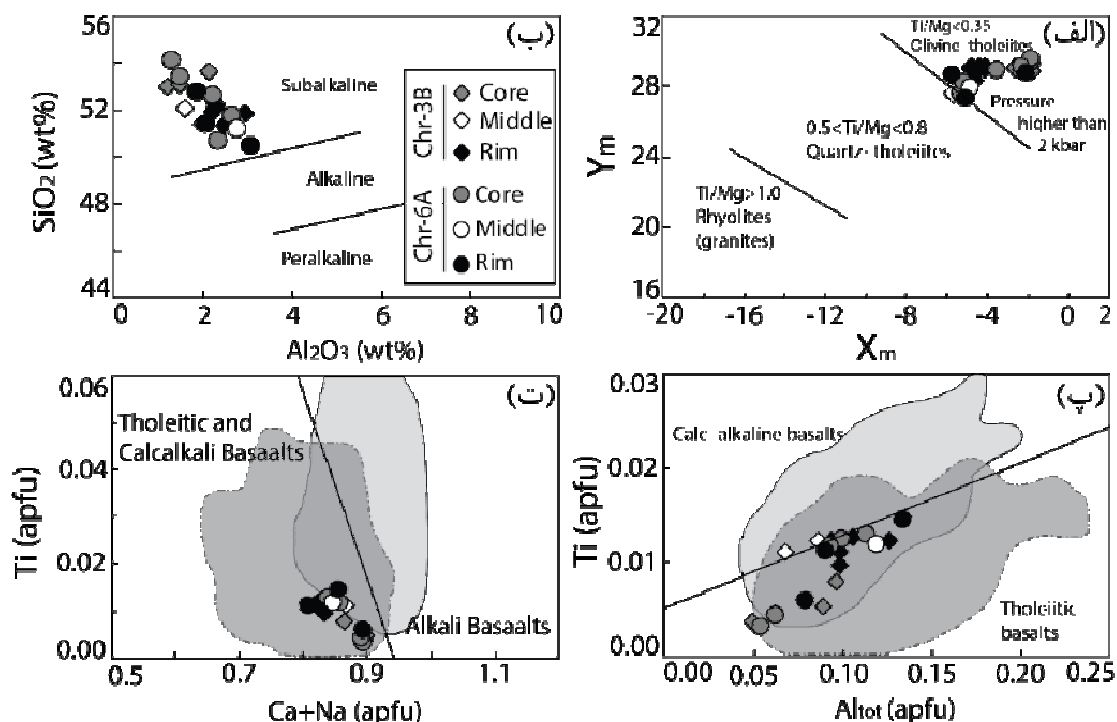 (ب)
56
52
48
44
SiO2 (wt%)
Subalkaline
Alkaline
Peralkaline
Chr-3B
Core
Middle
Rim
Chr-6A
Core
Middle
Rim
0 2 4 6 8 10
Al2O3 (wt%)
(الف)
32
28
24
20
16
Ym
Ti/Mg<0.35
Clivine tholeiites
Pressure
higher than
2 kbar
0.5<Ti/Mg<0.8
Quartz tholeiites
Ti/Mg>1.0
Rhyolites
(granites)
-20 -16 -12 -8 -4 0 2
Xm
(ت)
0.06
0.04
0.02
0.00
Ti (apfu)
Tholeitic and
Calcalkali Basaalts
Alkali Basaalts
0.5 0.7 0.9 1.1
Ca+Na (apfu)
(پ)
0.03
0.02
0.01
0.00
Ti (apfu)
Calc alkaline basalts
Tholeiitic
basalts
0.00 0.05 0.10 0.15 0.20 0.25
Altot (apfu)